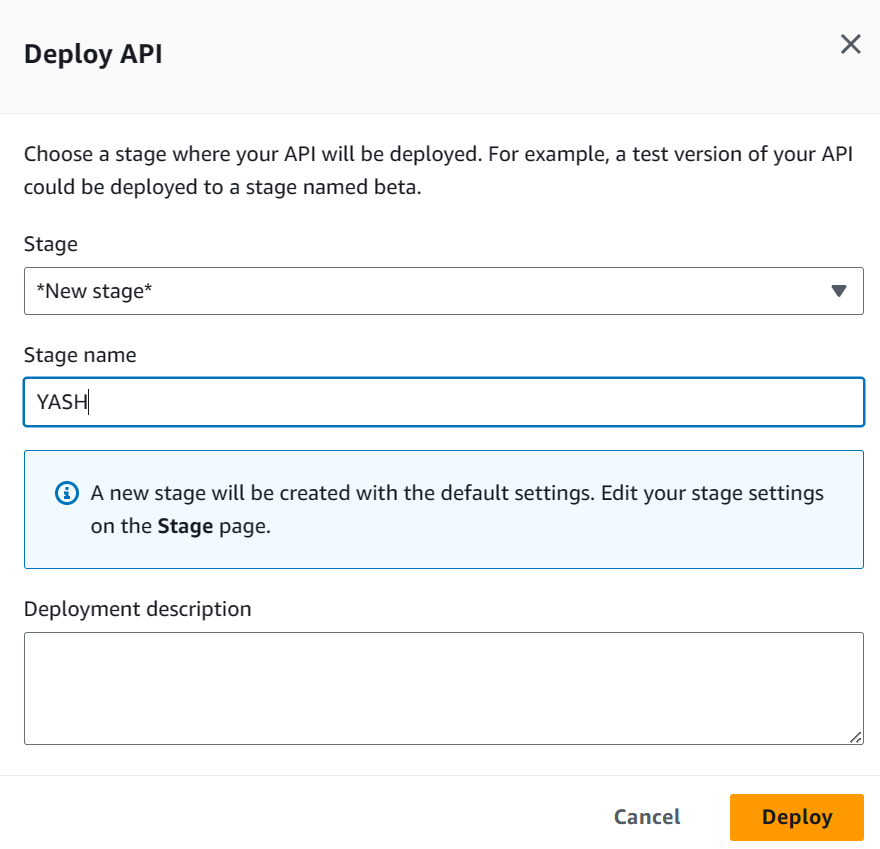 Deploy API
Choose a stage where your API will be deployed. For example, a test version of your API
could be deployed to a stage named beta.
Stage
*New stage*
Stage name
YASH
A new stage will be created with the default settings. Edit your stage settings
on the Stage page.
Deployment description
Cancel
Deploy